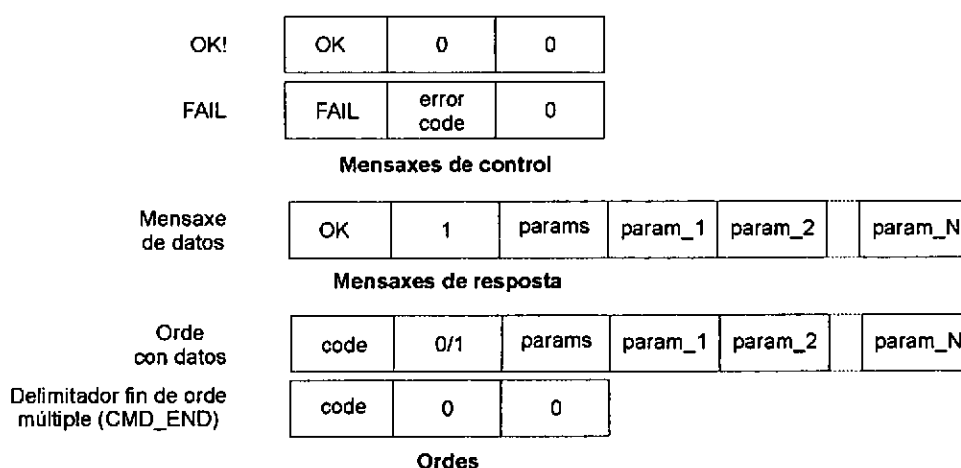 OK! OK 0 0
FAIL FAIL error code 0
Mensaxes de control
Mensaxe de datos OK 1 params param_1 param_2 param_N
Mensaxes de resposta
Orde con datos code 0/1 params param_1 param_2 param_N
Delimitador fin de orde múltiple (CMD_END) code 0 0
Ordes